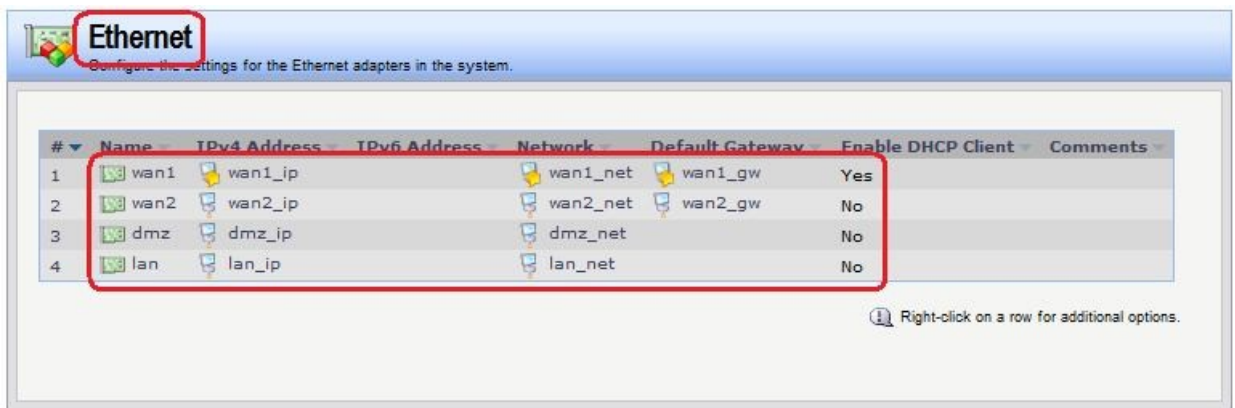 Ethernet
Configure the settings for the Ethernet adapters in the system.
# Name IPv4 Address IPv6 Address Network Default Gateway Enable DHCP Client Comments
1 wan1 wan1_ip wan1_net wan1_gw Yes
2 wan2 wan2_ip wan2_net wan2_gw No
3 dmz dmz_ip dmz_net No
4 lan lan_ip lan_net No
Right-click on a row for additional options.